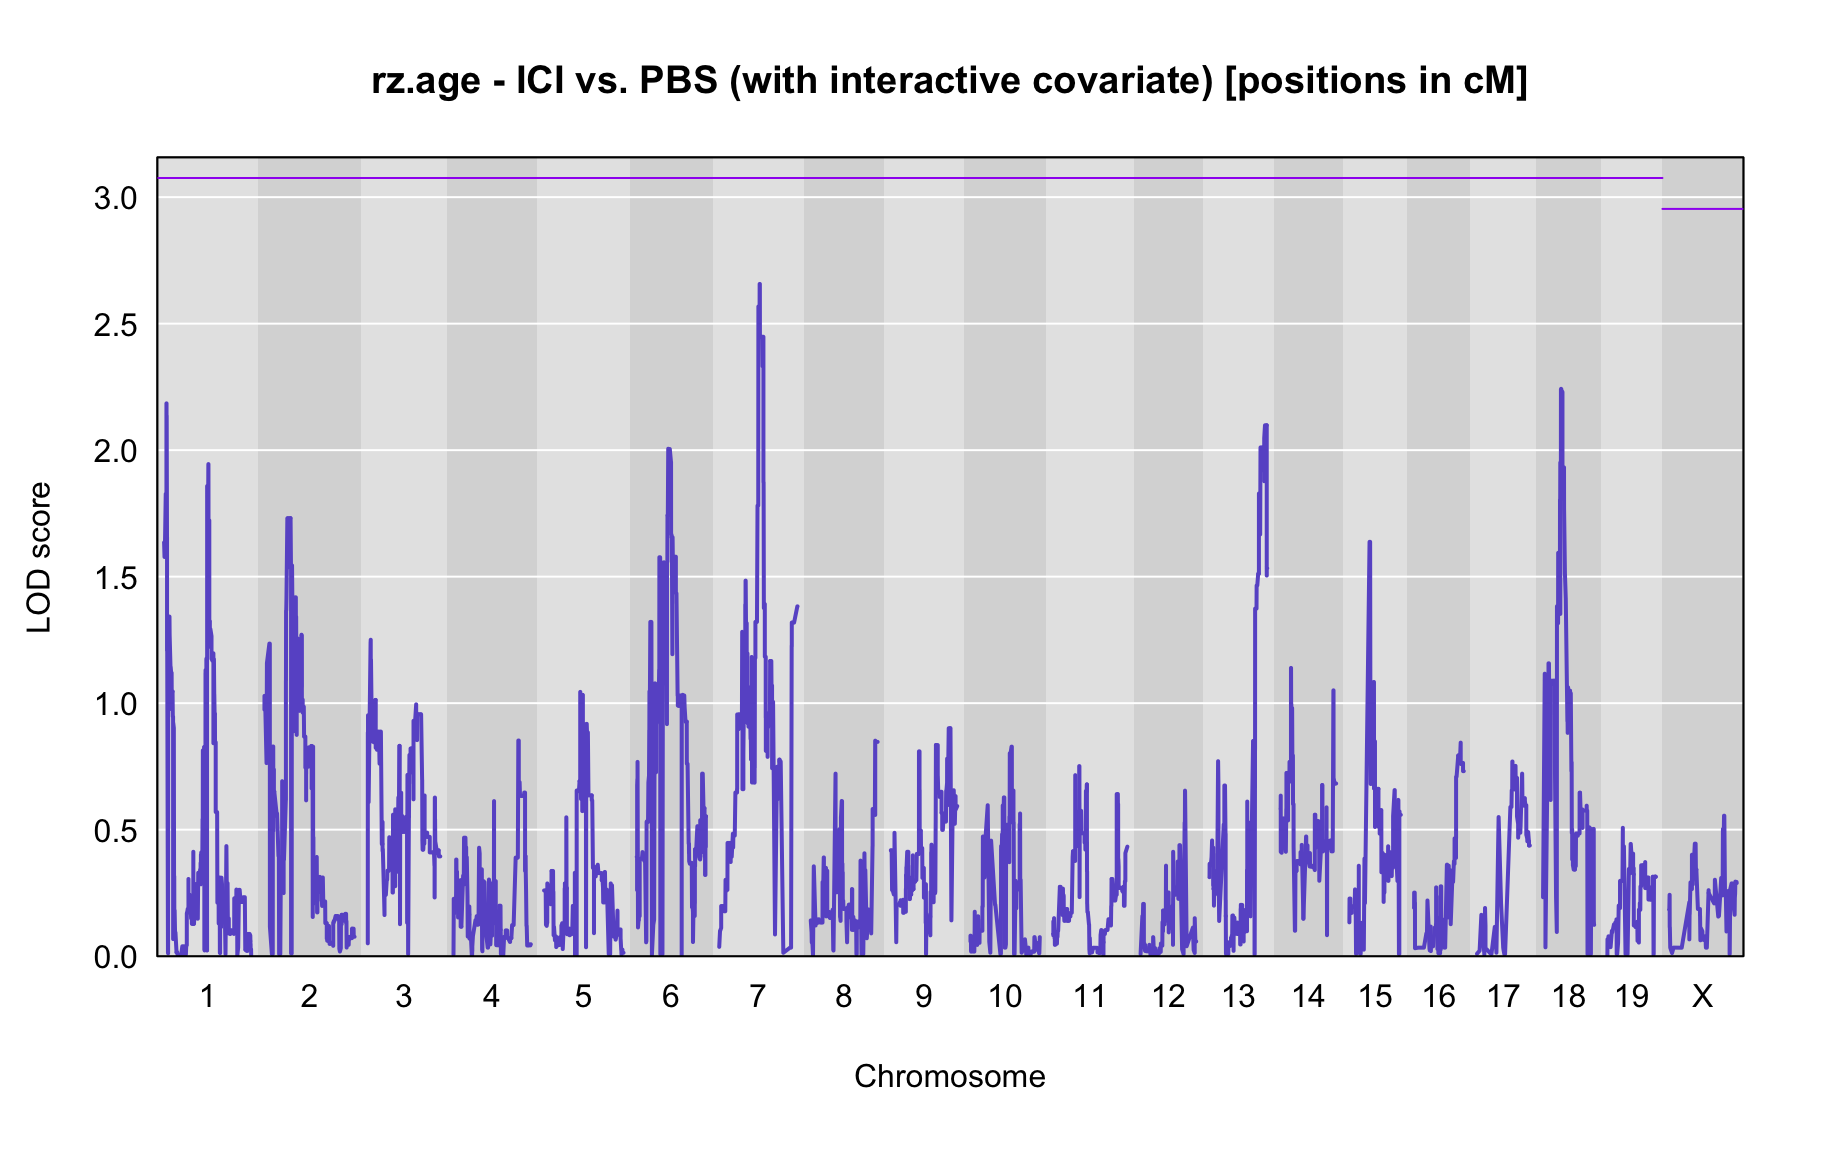 rz.age - ICI vs. PBS (with interactive covariate) [positions in cM]
3.0
2.5
2.0
1.5
1.0
0.5
0.0
LOD score
1 2 3 4 5 6 7 8 9 10 11 12 13 14 15 16 17 18 19 X
Chromosome